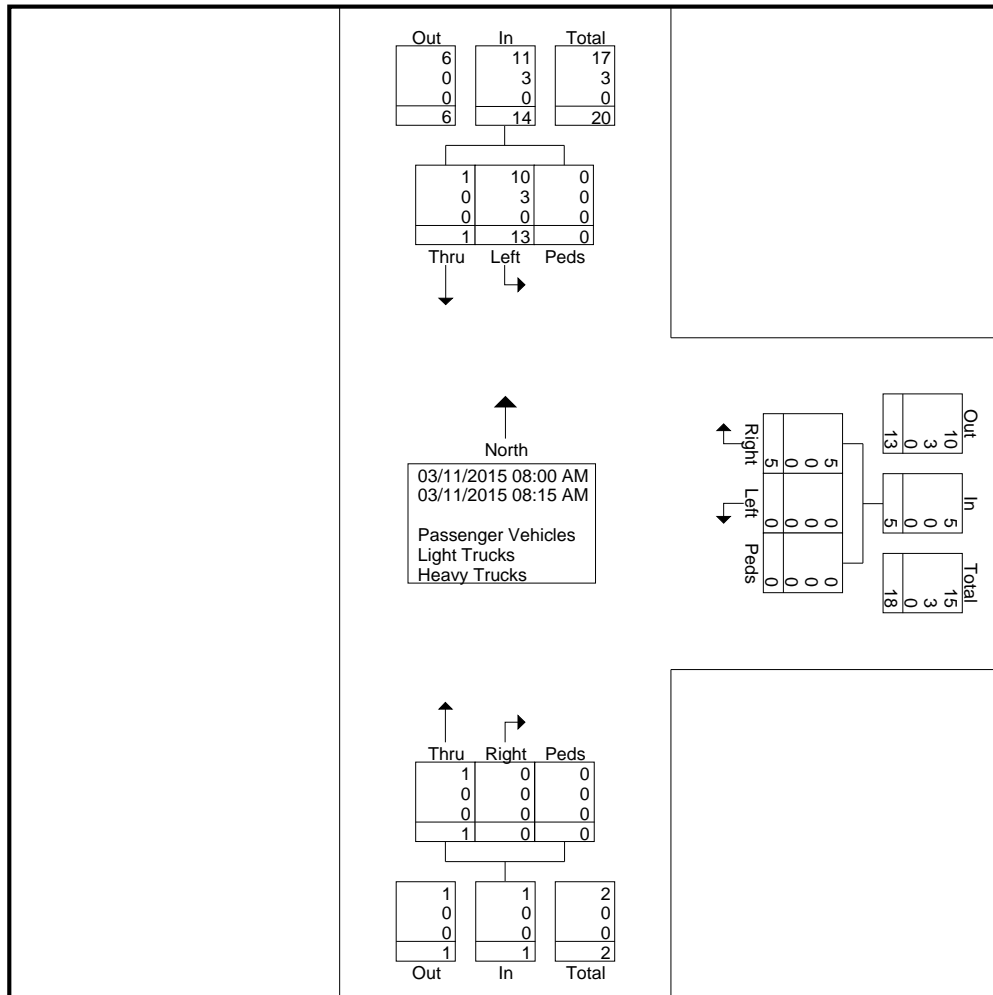 Out In Total
6 11 17
0 3 3
0 0 0
6 14 20
1 10 0
0 3 0
0 0 0
1 13 0
Thru Left Peds
North
03/11/2015 08:00 AM
03/11/2015 08:15 AM
Passenger Vehicles
Light Trucks
Heavy Trucks
Right Left Peds
5 0 0
0 0 0
0 0 0
5 0 0
Out In Total
10 5 15
3 0 3
0 0 0
13 5 18
Thru Right Peds
1 0 0
0 0 0
0 0 0
1 0 0
1 1 2
0 0 0
0 0 0
1 1 2
Out In Total